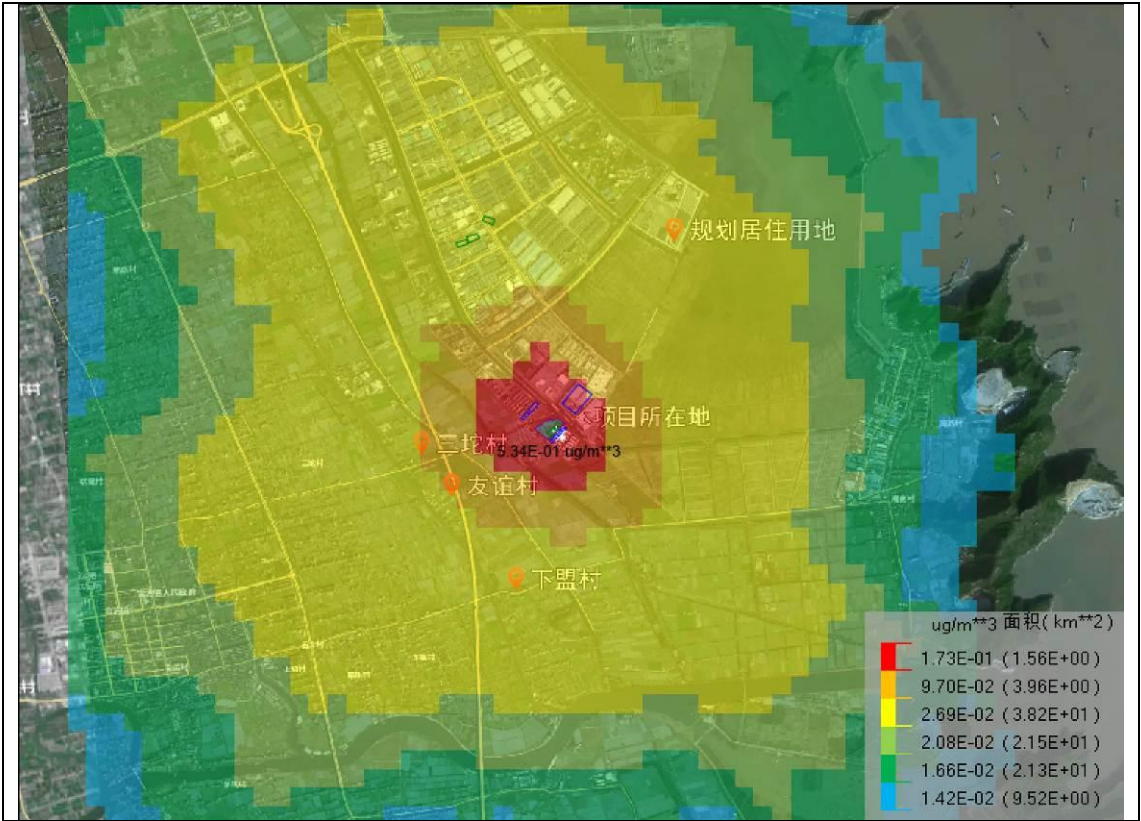 规划居住用地
项目所在地
三坨村
5.34E-01 ug/m**3
友谊村
下盟村
ug/m**3 面积( km**2 )
1.73E-01 ( 1.56E+00 )
9.70E-02 ( 3.96E+00 )
2.69E-02 ( 3.82E+01 )
2.08E-02 ( 2.15E+01 )
1.66E-02 ( 2.13E+01 )
1.42E-02 ( 9.52E+00 )